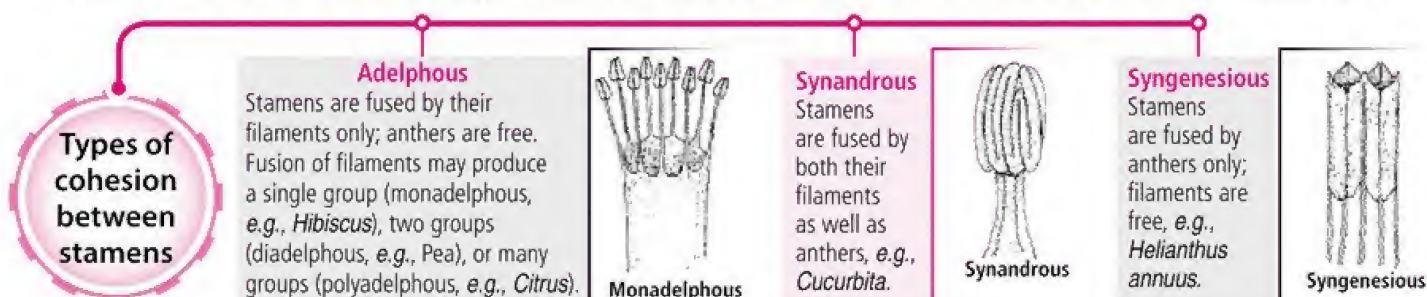 Types of
cohesion
between
stamens
Adelphous
Stamens are fused by their
filaments only; anthers are free.
Fusion of filaments may produce
a single group (monadelphous,
e.g., Hibiscus), two groups
(diadelphous, e.g., Pea), or many
groups (polyadelphous, e.g., Citrus).
Monadelphous
Synandrous
Stamens
are fused by
both their
filaments
as well as
anthers, e.g.,
Cucurbita.
Synandrous
Syngenesious
Stamens
are fused by
anthers only;
filaments are
free, e.g.,
Helianthus
annuus.
Syngenesious